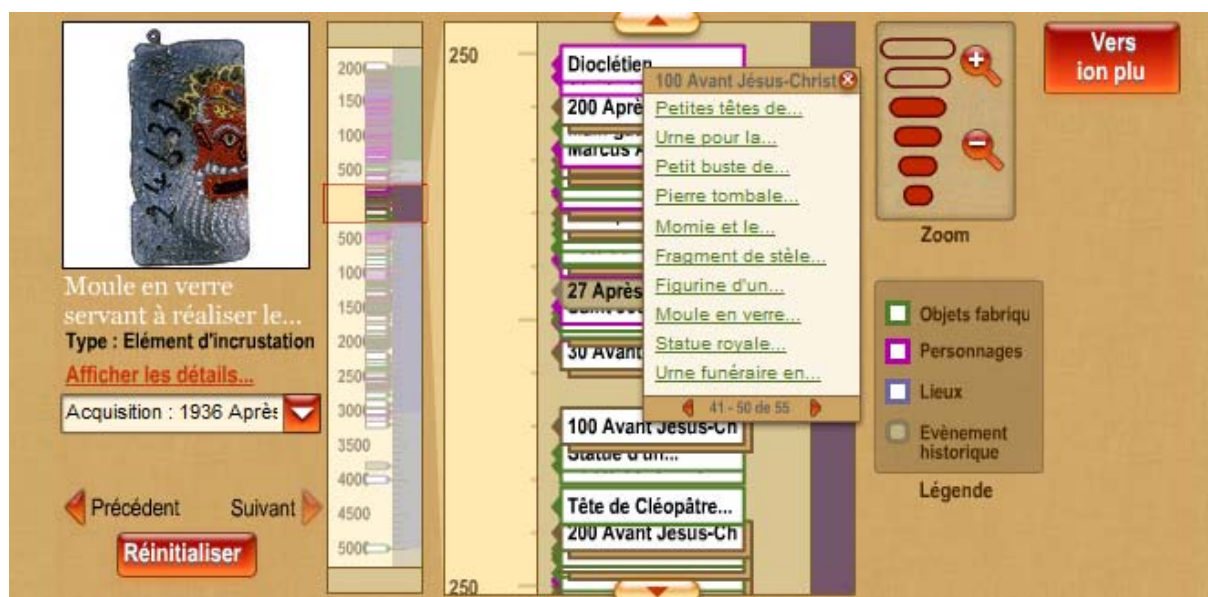 2463
Moule en verre
servant à réaliser le...
Type : Elément d'incrustation
Afficher les détails...
Acquisition : 1936 Aprè
Précédent
Suivant
Réinitialiser
2000
1500
1000
500
500
1000
1500
2000
2500
3000
3500
4000
4500
5000
250
250
Dioclétien
200 Aprè
Marcus A
27 Après
30 Avant
100 Avant Jésus-Ch
Statue d'un...
Tête de Cléopâtre...
200 Avant Jésus-Ch
100 Avant Jésus-Christ
Petites têtes de...
Urne pour la...
Petit buste de...
Pierre tombale...
Momie et le...
Fragment de stèle...
Figurine d'un...
Moule en verre...
Statue royale...
Urne funéraire en...
41 - 50 de 55
Zoom
Objets fabriqu
Personnages
Lieux
Evènement
historique
Légende
Vers
ion plu